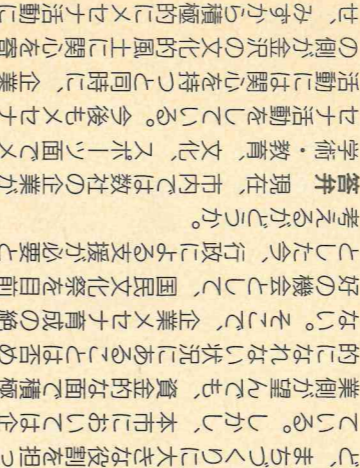 ど、まちづくりに大きな役割を担っ
ている。しかし、本市においては企
業側が望んでも、資金的な面で積極
的になれない状況にあることは否め
ない。そこで、企業メセナ育成の絶
好の機会として、国民文化祭を目前
とした今、行政による支援が必要と
考えるがどうか。
筒井 現在、市内では数社の企業が
学術・教育、文化、スポーツ面でメ
セナ活動をしている。今後もメセナ
活動には関心を持つと同時に、企業
の側が金沢の文化的風土に関心を寄
せ、みずから積極的にメセナ活動に